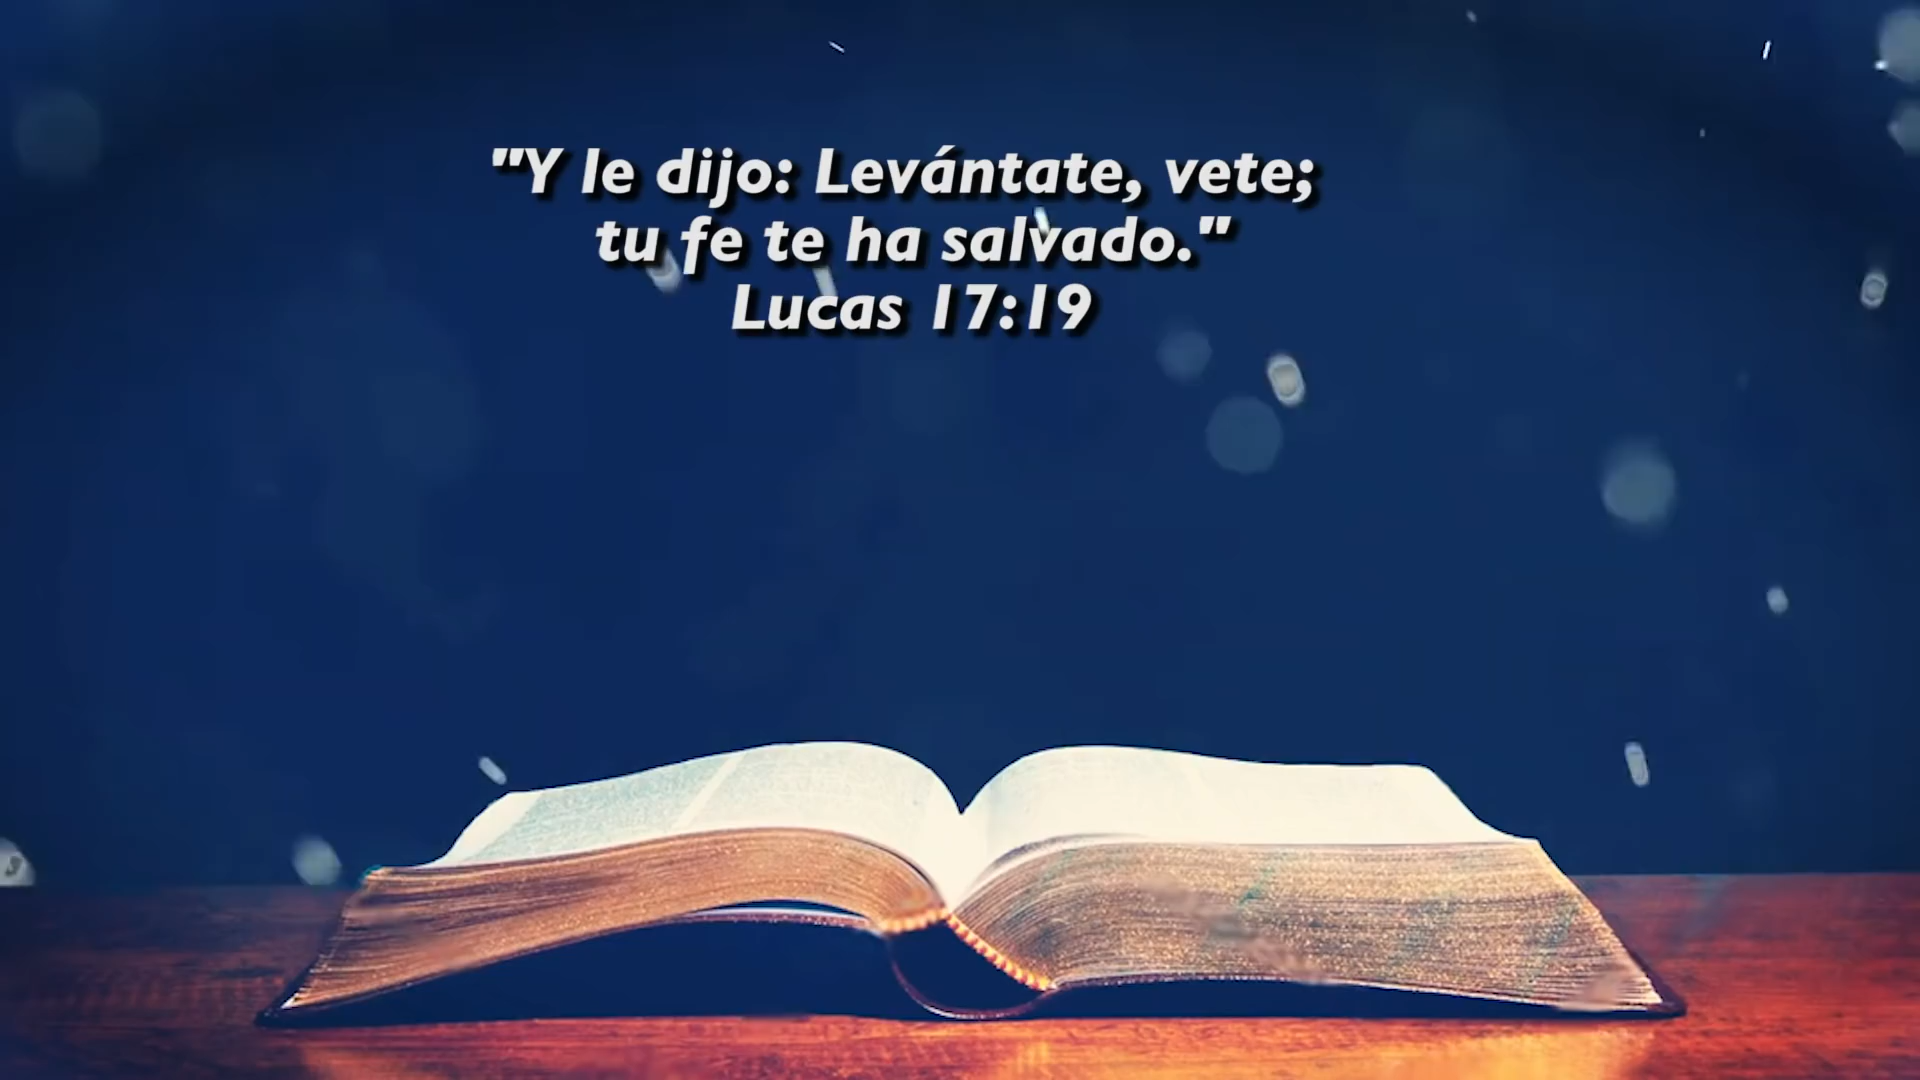 "Y le dijo: Levántate, vete;
tu fe te ha salvado."
Lucas 17:19